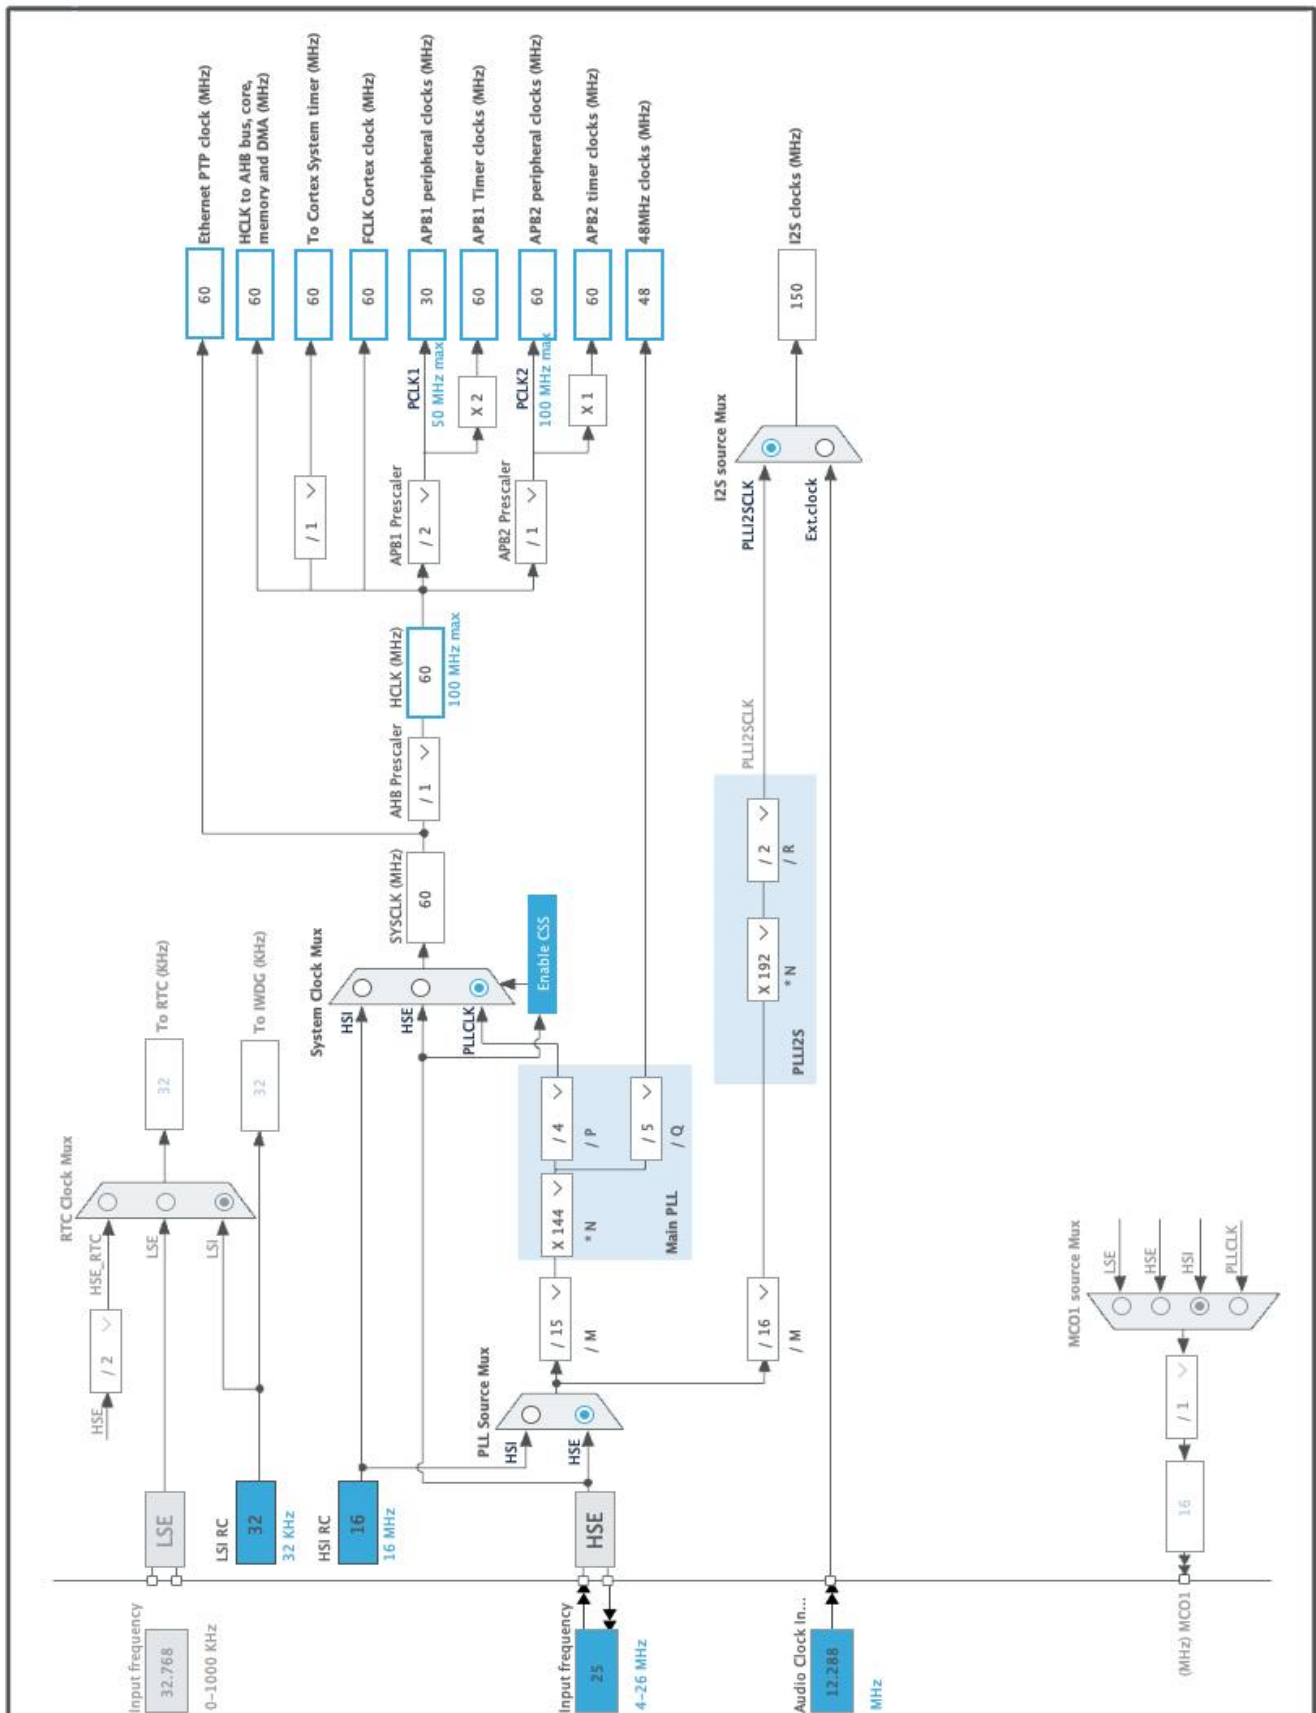 Input frequency
32.768
0-1000 KHz
LSE
LSI RC
32
32 KHz
HSI RC
16
16 MHz
HSE
/ 2
HSE_RTC
LSE
LSI
RTC Clock Mux
32
To RTC (KHz)
32
To IWDG (KHz)
Input frequency
25
4-26 MHz
HSE
PLL Source Mux
HSI
HSE
/ 15
/ M
X 144
* N
/ 4
/ P
/ 5
/ Q
Main PLL
System Clock Mux
HSI
HSE
PLLCLK
Enable CSS
SYSCLK (MHz)
60
AHB Prescaler
/ 1
HCLK (MHz)
60
100 MHz max
/ 1
APB1 Prescaler
/ 2
PCLK1
50 MHz max
X 2
APB2 Prescaler
/ 1
PCLK2
100 MHz max
X 1
60
Ethernet PTP clock (MHz)
60
HCLK to AHB bus, core,
memory and DMA (MHz)
60
To Cortex System timer (MHz)
60
FCLK Cortex clock (MHz)
30
APB1 peripheral clocks (MHz)
60
APB1 Timer clocks (MHz)
60
APB2 peripheral clocks (MHz)
60
APB2 timer clocks (MHz)
48
48MHz clocks (MHz)
/ 16
/ M
X 192
* N
/ 2
/ R
PLLI2S
PLLI2SCLK
I2S source Mux
PLLI2SCLK
Ext.clock
150
I2S clocks (MHz)
Audio Clock In...
12.288
MHz
(MHz) MCO1
16
/ 1
MCO1 source Mux
LSE
HSE
HSI
PLLCLK